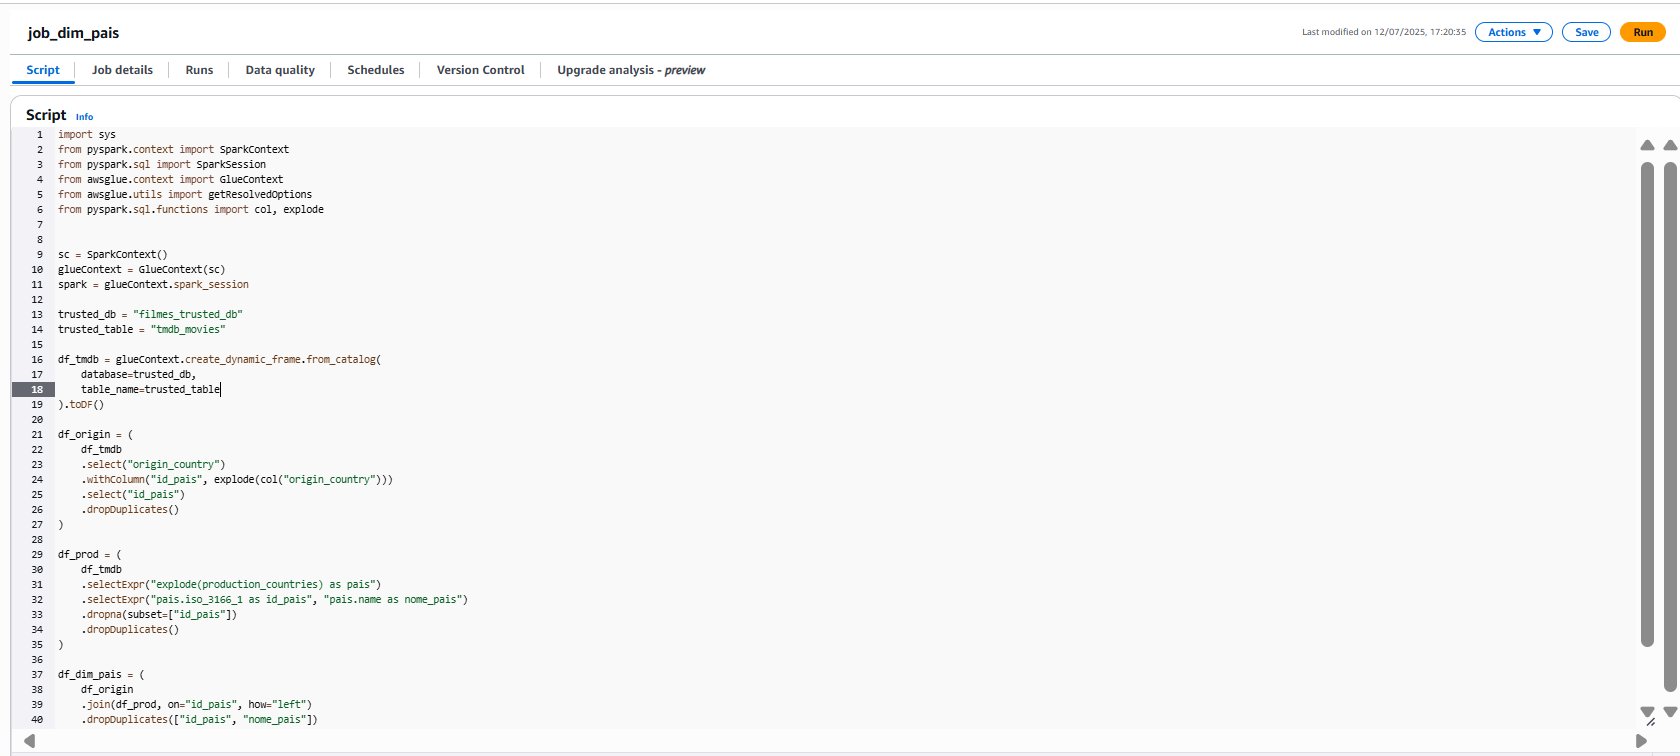 job_dim_pais
Last modified on 12/07/2025, 17:20:35
Actions
Save
Run
Script
Job details
Runs
Data quality
Schedules
Version Control
Upgrade analysis - preview
Script Info
1 import sys
2 from pyspark.context import SparkContext
3 from pyspark.sql import SparkSession
4 from awsglue.context import GlueContext
5 from awsglue.utils import getResolvedOptions
6 from pyspark.sql.functions import col, explode
7
8
9 sc = SparkContext()
10 glueContext = GlueContext(sc)
11 spark = glueContext.spark_session
12
13 trusted_db = "filmes_trusted_db"
14 trusted_table = "tmdb_movies"
15
16 df_tmdb = glueContext.create_dynamic_frame.from_catalog(
17     database=trusted_db,
18     table_name=trusted_table
19 ).toDF()
20
21 df_origin = (
22     df_tmdb
23     .select("origin_country")
24     .withColumn("id_pais", explode(col("origin_country")))
25     .select("id_pais")
26     .dropDuplicates()
27 )
28
29 df_prod = (
30     df_tmdb
31     .selectExpr("explode(production_countries) as pais")
32     .selectExpr("pais.iso_3166_1 as id_pais", "pais.name as nome_pais")
33     .dropna(subset=["id_pais"])
34     .dropDuplicates()
35 )
36
37 df_dim_pais = (
38     df_origin
39     .join(df_prod, on="id_pais", how="left")
40     .dropDuplicates(["id_pais", "nome_pais"])